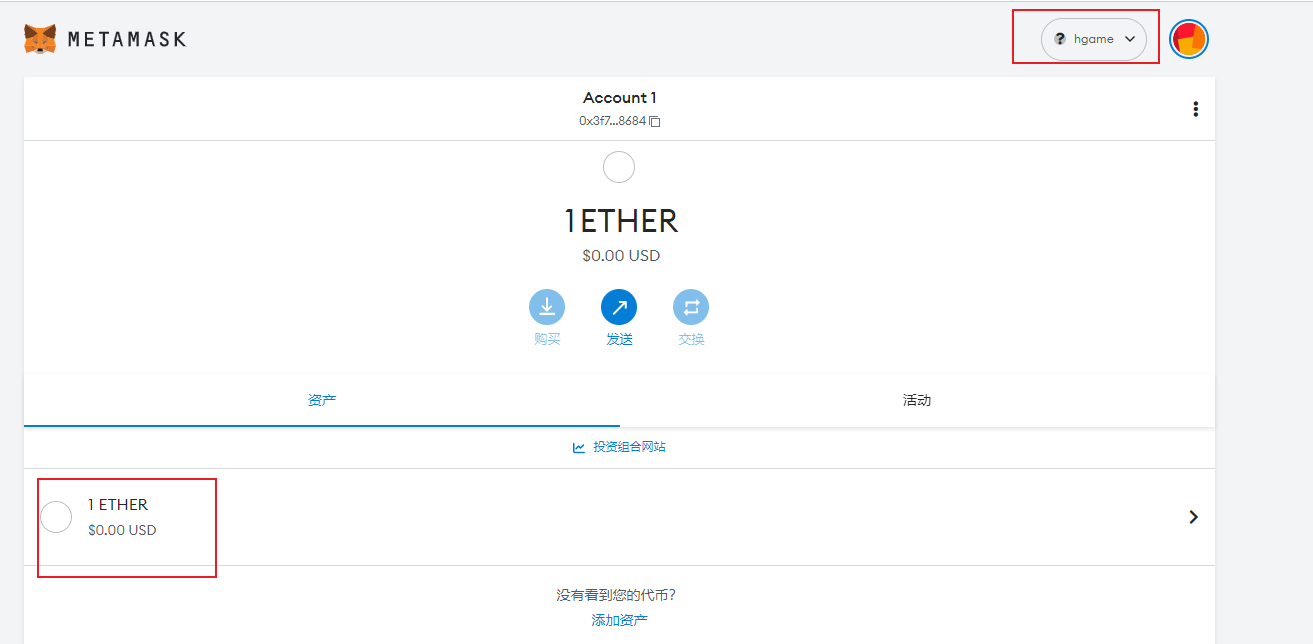 METAMASK
hgame
Account 1
0x3f7...8684
1 ETHER
$0.00 USD
购买
发送
交换
资产
活动
投资组合网站
1 ETHER
$0.00 USD
没有看到您的代币？
添加资产